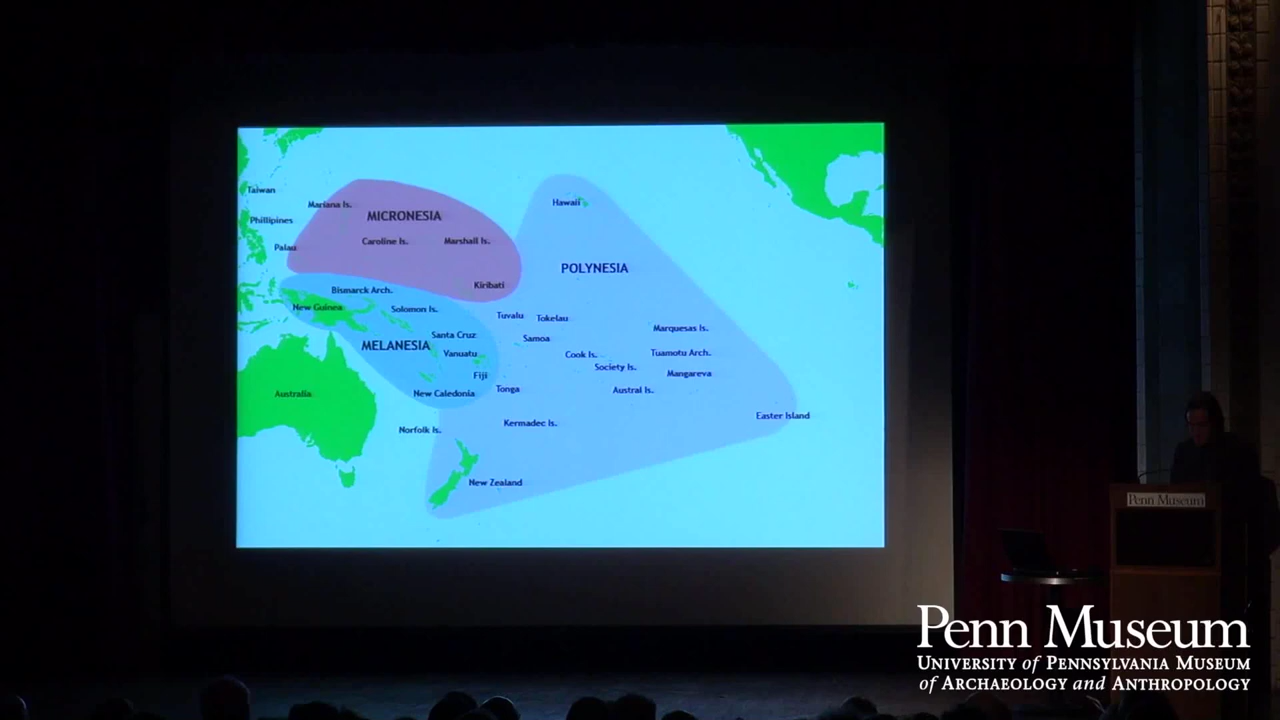 Taiwan
Mariana Is.
Hawaii
MICRONESIA
Phillipines
Caroline Is.
Marshall Is.
Palau
POLYNESIA
Kiribati
Bismarck Arch.
New Guinea
Solomon Is.
Tuvalu
Tokelau
Marquesas Is.
Santa Cruz
Samoa
MELANESIA
Vanuatu
Cook Is.
Tuamotu Arch.
Society Is.
Fiji
Mangareva
Australia
New Caledonia
Tonga
Austral Is.
Easter Island
Norfolk Is.
Kermadec Is.
New Zealand
Penn Museum
Penn Museum
UNIVERSITY of PENNSYLVANIA MUSEUM
of ARCHAEOLOGY and ANTHROPOLOGY